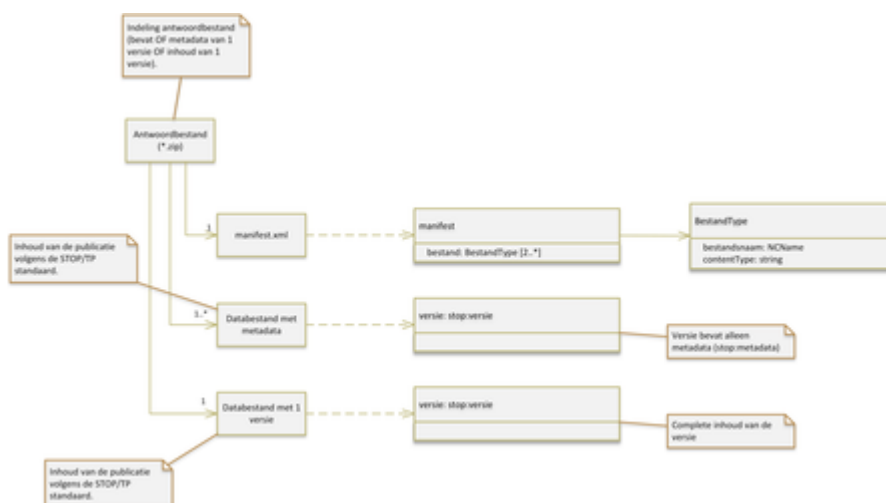 Indeling antwoordbestand
(bevat OF metadata van 1
versie OF inhoud van 1
versie).
Antwoordbestand
(*.zip)
1
manifest.xml
manifest
bestand: BestandType [2..*]
BestandType
bestandsnaam: NCName
contentType: string
Inhoud van de publicatie
volgens de STOP/TP
standaard.
1..*
Databestand met
metadata
versie: stop:versie
Versie bevat alleen
metadata (stop:metadata)
1
Databestand met 1
versie
versie: stop:versie
Complete inhoud van de
versie
Inhoud van de publicatie
volgens de STOP/TP
standaard.